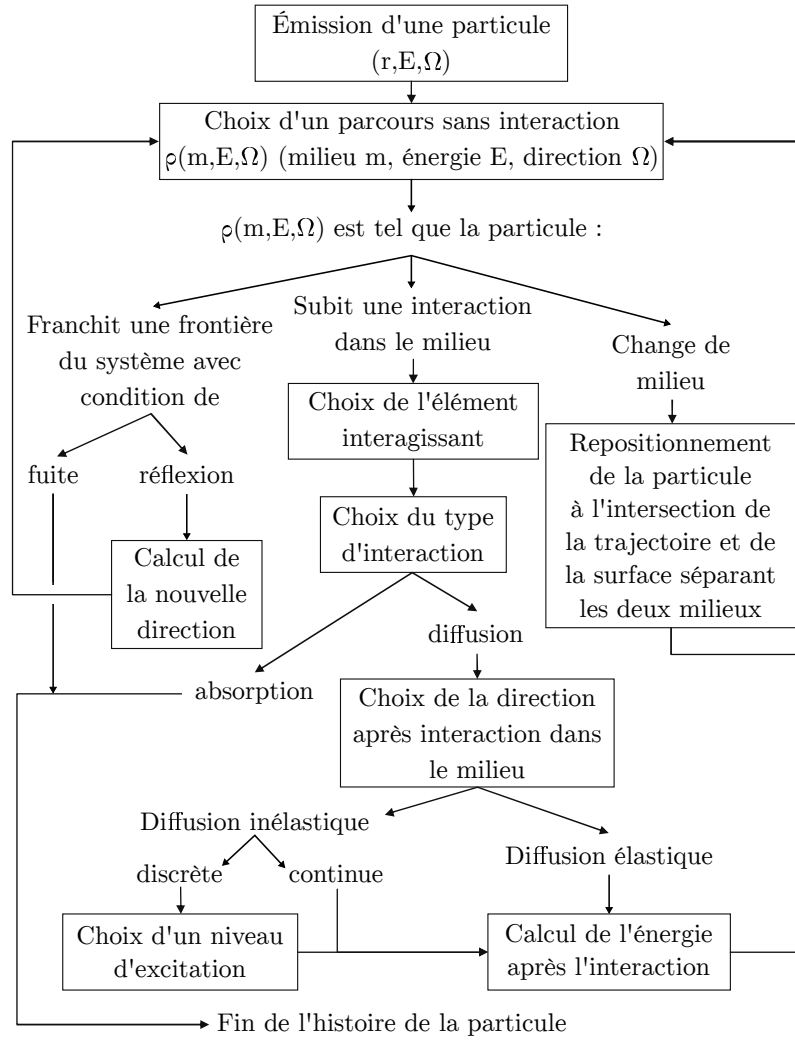 Émission d'une particule
(r,E,Ω)
Choix d'un parcours sans interaction
ρ(m,E,Ω) (milieu m, énergie E, direction Ω)
ρ(m,E,Ω) est tel que la particule :
Franchit une frontière
du système avec
condition de
fuite
réflexion
Calcul de
la nouvelle
direction
Subit une interaction
dans le milieu
Choix de l'élément
interagissant
Choix du type
d'interaction
Change de
milieu
Repositionnement
de la particule
à l'intersection de
la trajectoire et de
la surface séparant
les deux milieux
absorption
diffusion
Choix de la direction
après interaction dans
le milieu
Diffusion inélastique
discrète
continue
Choix d'un niveau
d'excitation
Diffusion élastique
Calcul de l'énergie
après l'interaction
Fin de l'histoire de la particule